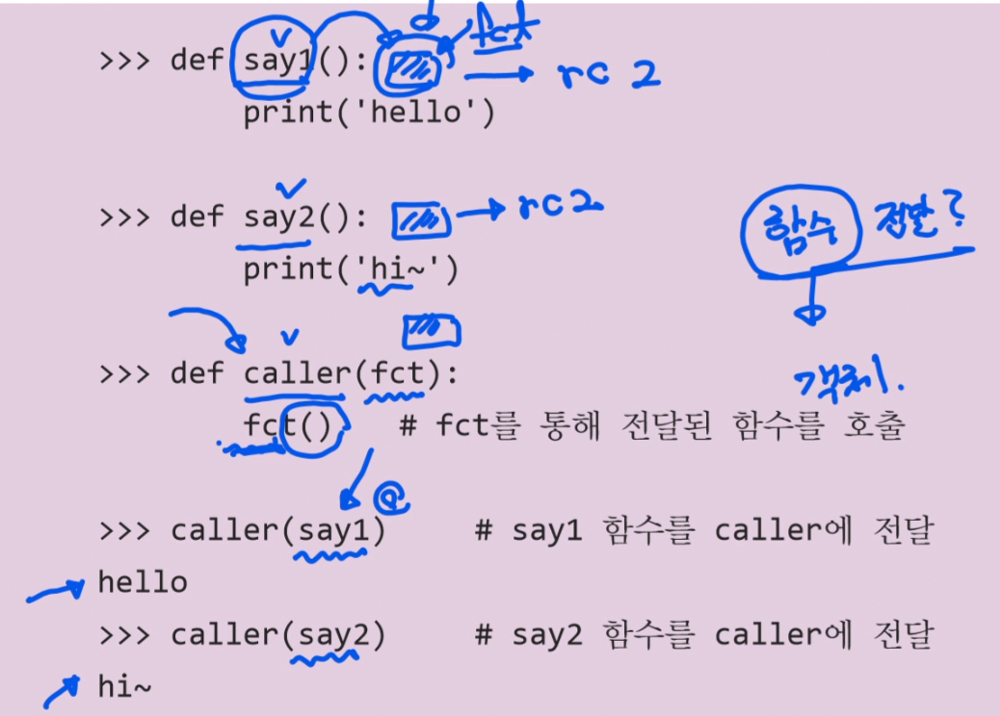 fct
>>> def say1(): → rc 2
print('hello')
>>> def say2(): → rc2
함수 전달?
print('hi~')
>>> def caller(fct):
객체.
fct() # fct를 통해 전달된 함수를 호출
@
>>> caller(say1) # say1 함수를 caller에 전달
hello
>>> caller(say2) # say2 함수를 caller에 전달
hi~